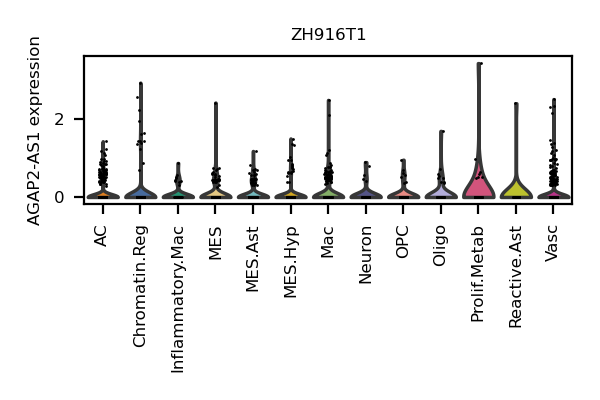 ZH916T1
AGAP2-AS1 expression
2
0
AC
Chromatin.Reg
Inflammatory.Mac
MES
MES.Ast
MES.Hyp
Mac
Neuron
OPC
Oligo
Prolif.Metab
Reactive.Ast
Vasc